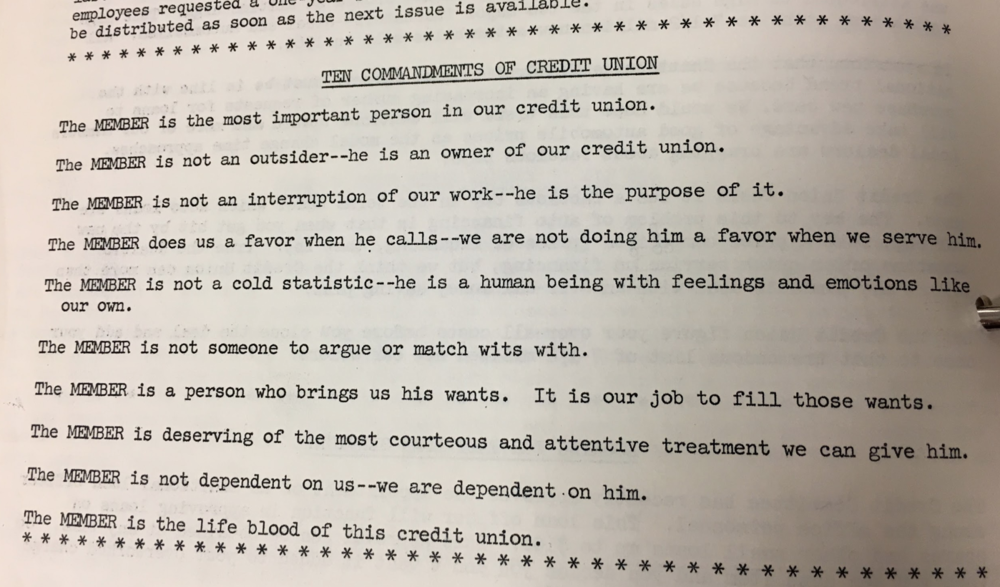 employees requested a one-year
be distributed as soon as the next issue is available.
* * * * * * * * * * * * * * * * * * * * * * * * * * * * * * * * * * * * * * * * * * * * * *
TEN COMMANDMENTS OF CREDIT UNION
The MEMBER is the most important person in our credit union.
The MEMBER is not an outsider--he is an owner of our credit union.
The MEMBER is not an interruption of our work--he is the purpose of it.
The MEMBER does us a favor when he calls--we are not doing him a favor when we serve him.
The MEMBER is not a cold statistic--he is a human being with feelings and emotions like
our own.
The MEMBER is not someone to argue or match wits with.
The MEMBER is a person who brings us his wants. It is our job to fill those wants.
The MEMBER is deserving of the most courteous and attentive treatment we can give him.
The MEMBER is not dependent on us--we are dependent on him.
The MEMBER is the life blood of this credit union.
* * * * * * * * * * * * * * * * * * * * * * * * * * * * * * * * * * * * * * * * * * * * * *